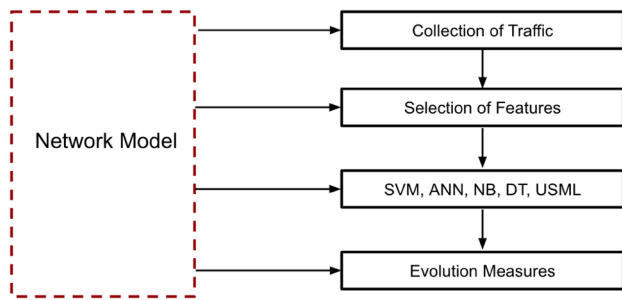 Collection of Traffic
Selection of Features
Network Model
SVM, ANN, NB, DT, USML
Evolution Measures